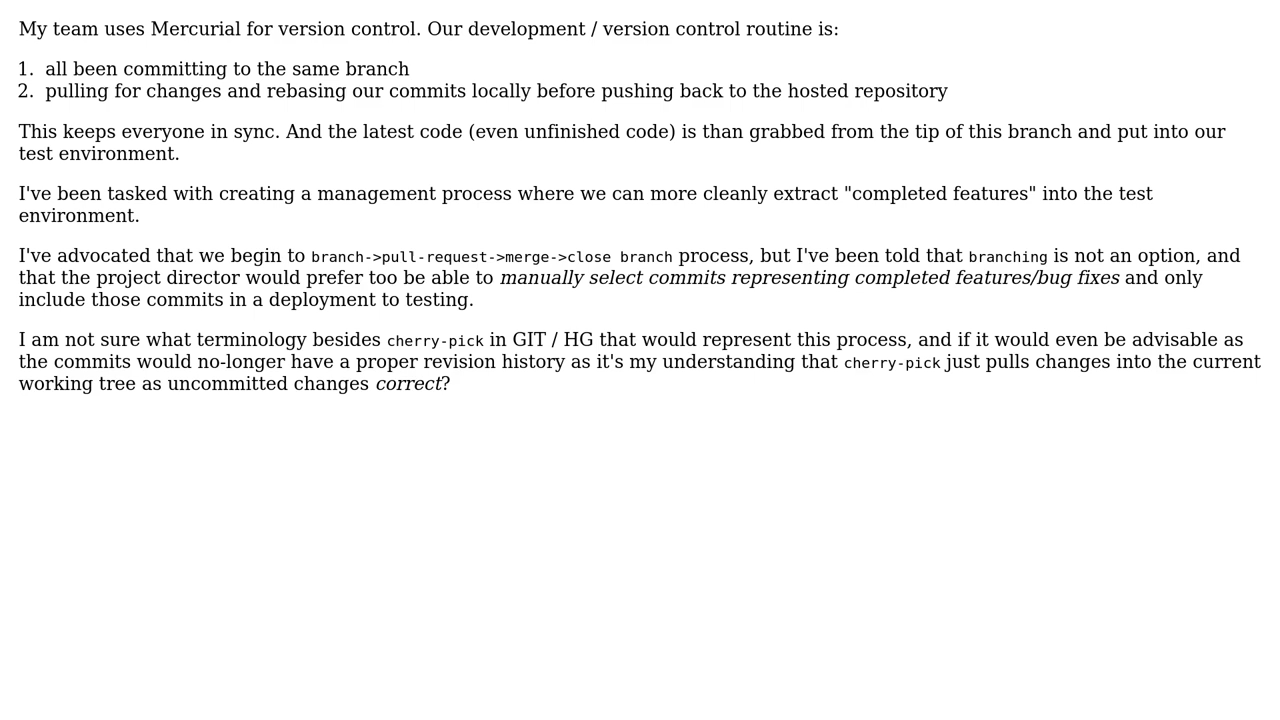 My team uses Mercurial for version control. Our development / version control routine is:
1. all been committing to the same branch
2. pulling for changes and rebasing our commits locally before pushing back to the hosted repository
This keeps everyone in sync. And the latest code (even unfinished code) is than grabbed from the tip of this branch and put into our
test environment.
I've been tasked with creating a management process where we can more cleanly extract "completed features" into the test
environment.
I've advocated that we begin to branch->pull-request->merge->close branch process, but I've been told that branching is not an option, and
that the project director would prefer too be able to manually select commits representing completed features/bug fixes and only
include those commits in a deployment to testing.
I am not sure what terminology besides cherry-pick in GIT / HG that would represent this process, and if it would even be advisable as
the commits would no-longer have a proper revision history as it's my understanding that cherry-pick just pulls changes into the current
working tree as uncommitted changes correct?